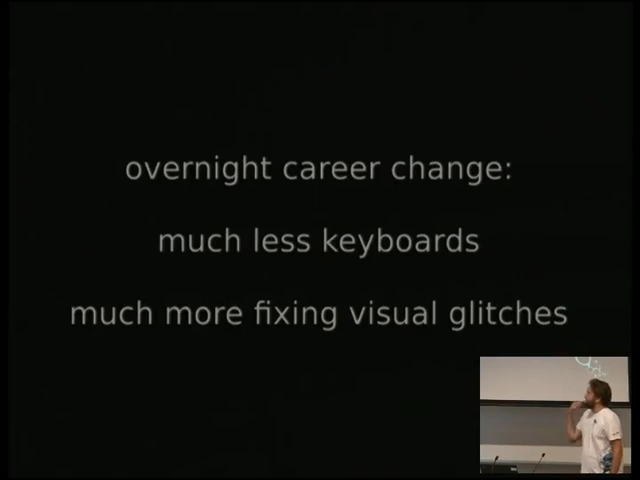 overnight career change:
much less keyboards
much more fixing visual glitches